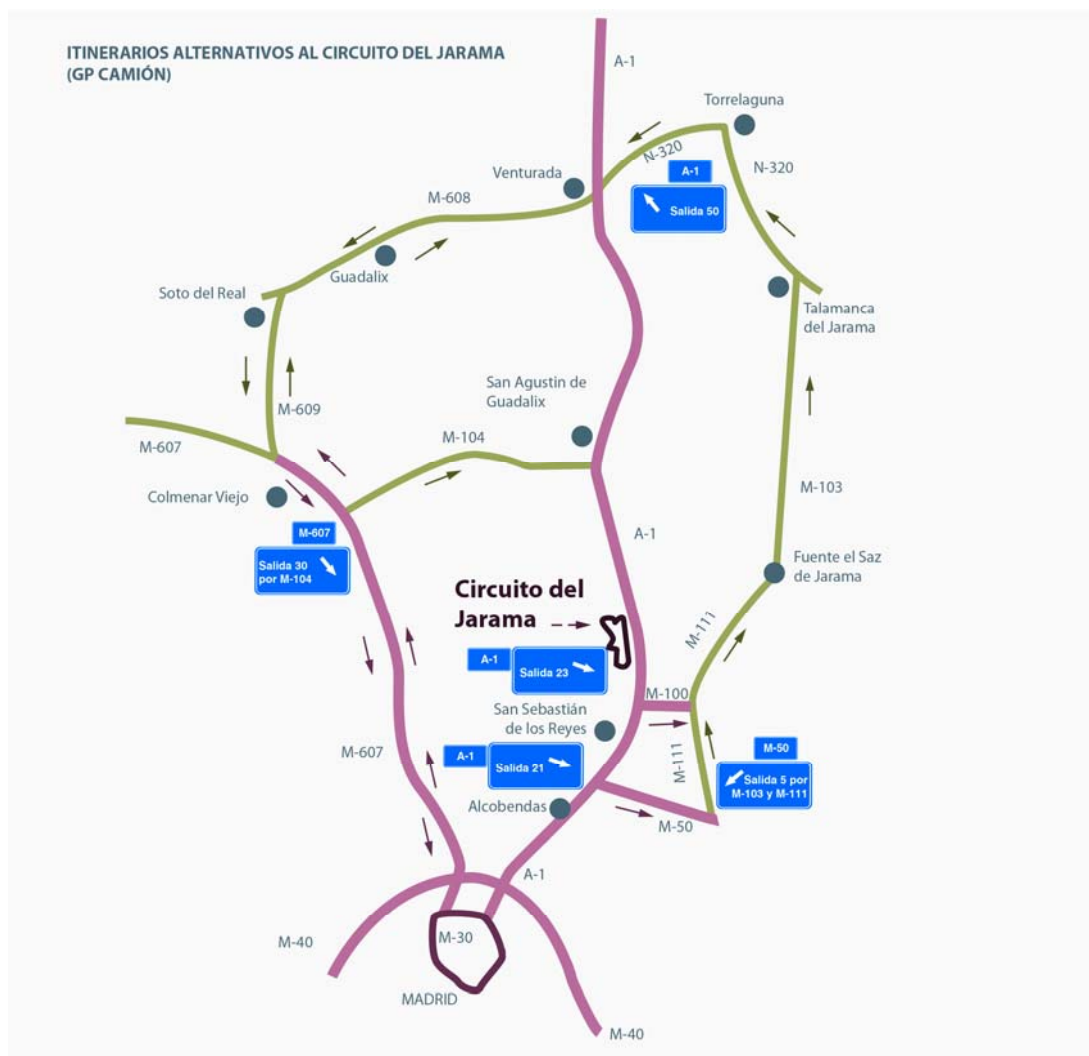 ITINERARIOS ALTERNATIVOS AL CIRCUITO DEL JARAMA
(GP CAMIÓN)
A-1
Torrelaguna
N-320
N-320
Venturada
A-1
Salida 50
M-608
Guadalix
Soto del Real
Talamanca
del Jarama
San Agustin de
Guadalix
M-609
M-104
M-607
M-103
Colmenar Viejo
M-607
Salida 30
por M-104
A-1
Fuente el Saz
de Jarama
Circuito del
Jarama
M-111
A-1
Salida 23
M-100
San Sebastián
de los Reyes
M-607
A-1
Salida 21
M-111
M-50
Salida 5 por
M-103 y M-111
Alcobendas
M-50
A-1
M-40
M-30
MADRID
M-40